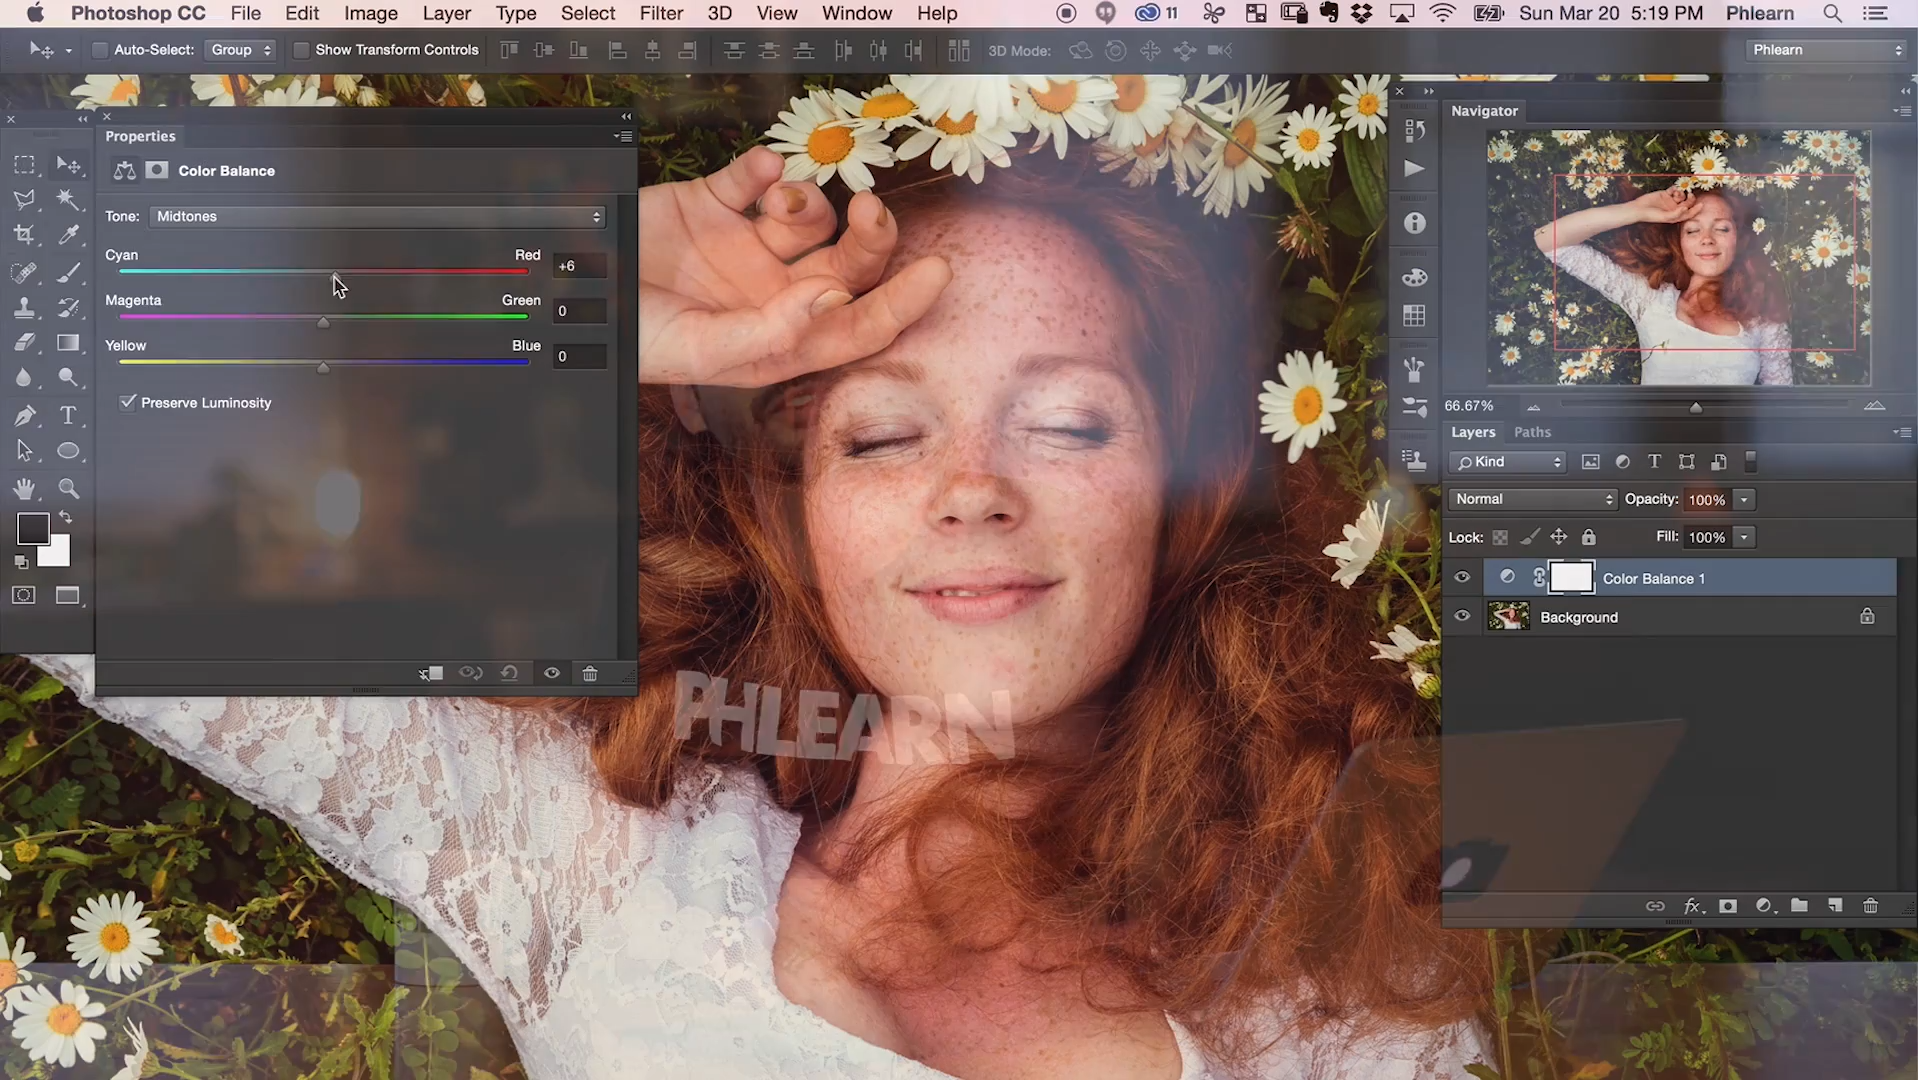 Photoshop CC File Edit Image Layer Type Select Filter 3D View Window Help 11 Sun Mar 20 5:19 PM Phlearn
Auto-Select: Group Show Transform Controls 3D Mode: Phlearn
Properties
Color Balance
Tone: Midtones
Cyan Red +6
Magenta Green 0
Yellow Blue 0
Preserve Luminosity
PHLEARN
Navigator
66.67%
Layers Paths
Kind
Normal Opacity: 100%
Lock: Fill: 100%
Color Balance 1
Background